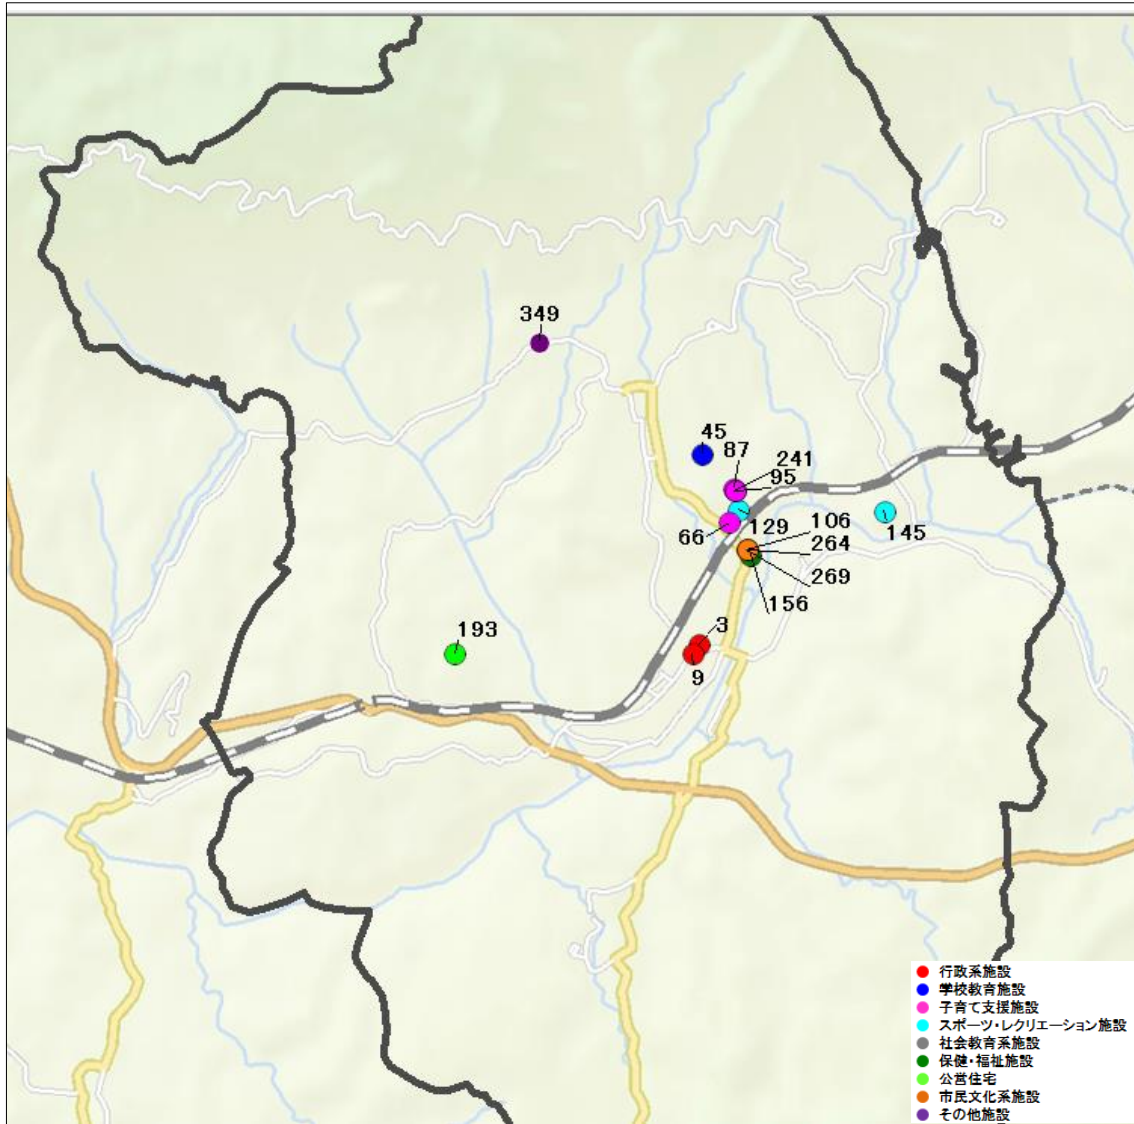 349
45
87
241
95
66
129
106
145
264
269
156
193
3
9
行政系施設
学校教育施設
子育て支援施設
スポーツ・レクリエーション施設
社会教育系施設
保健・福祉施設
公営住宅
市民文化系施設
その他施設